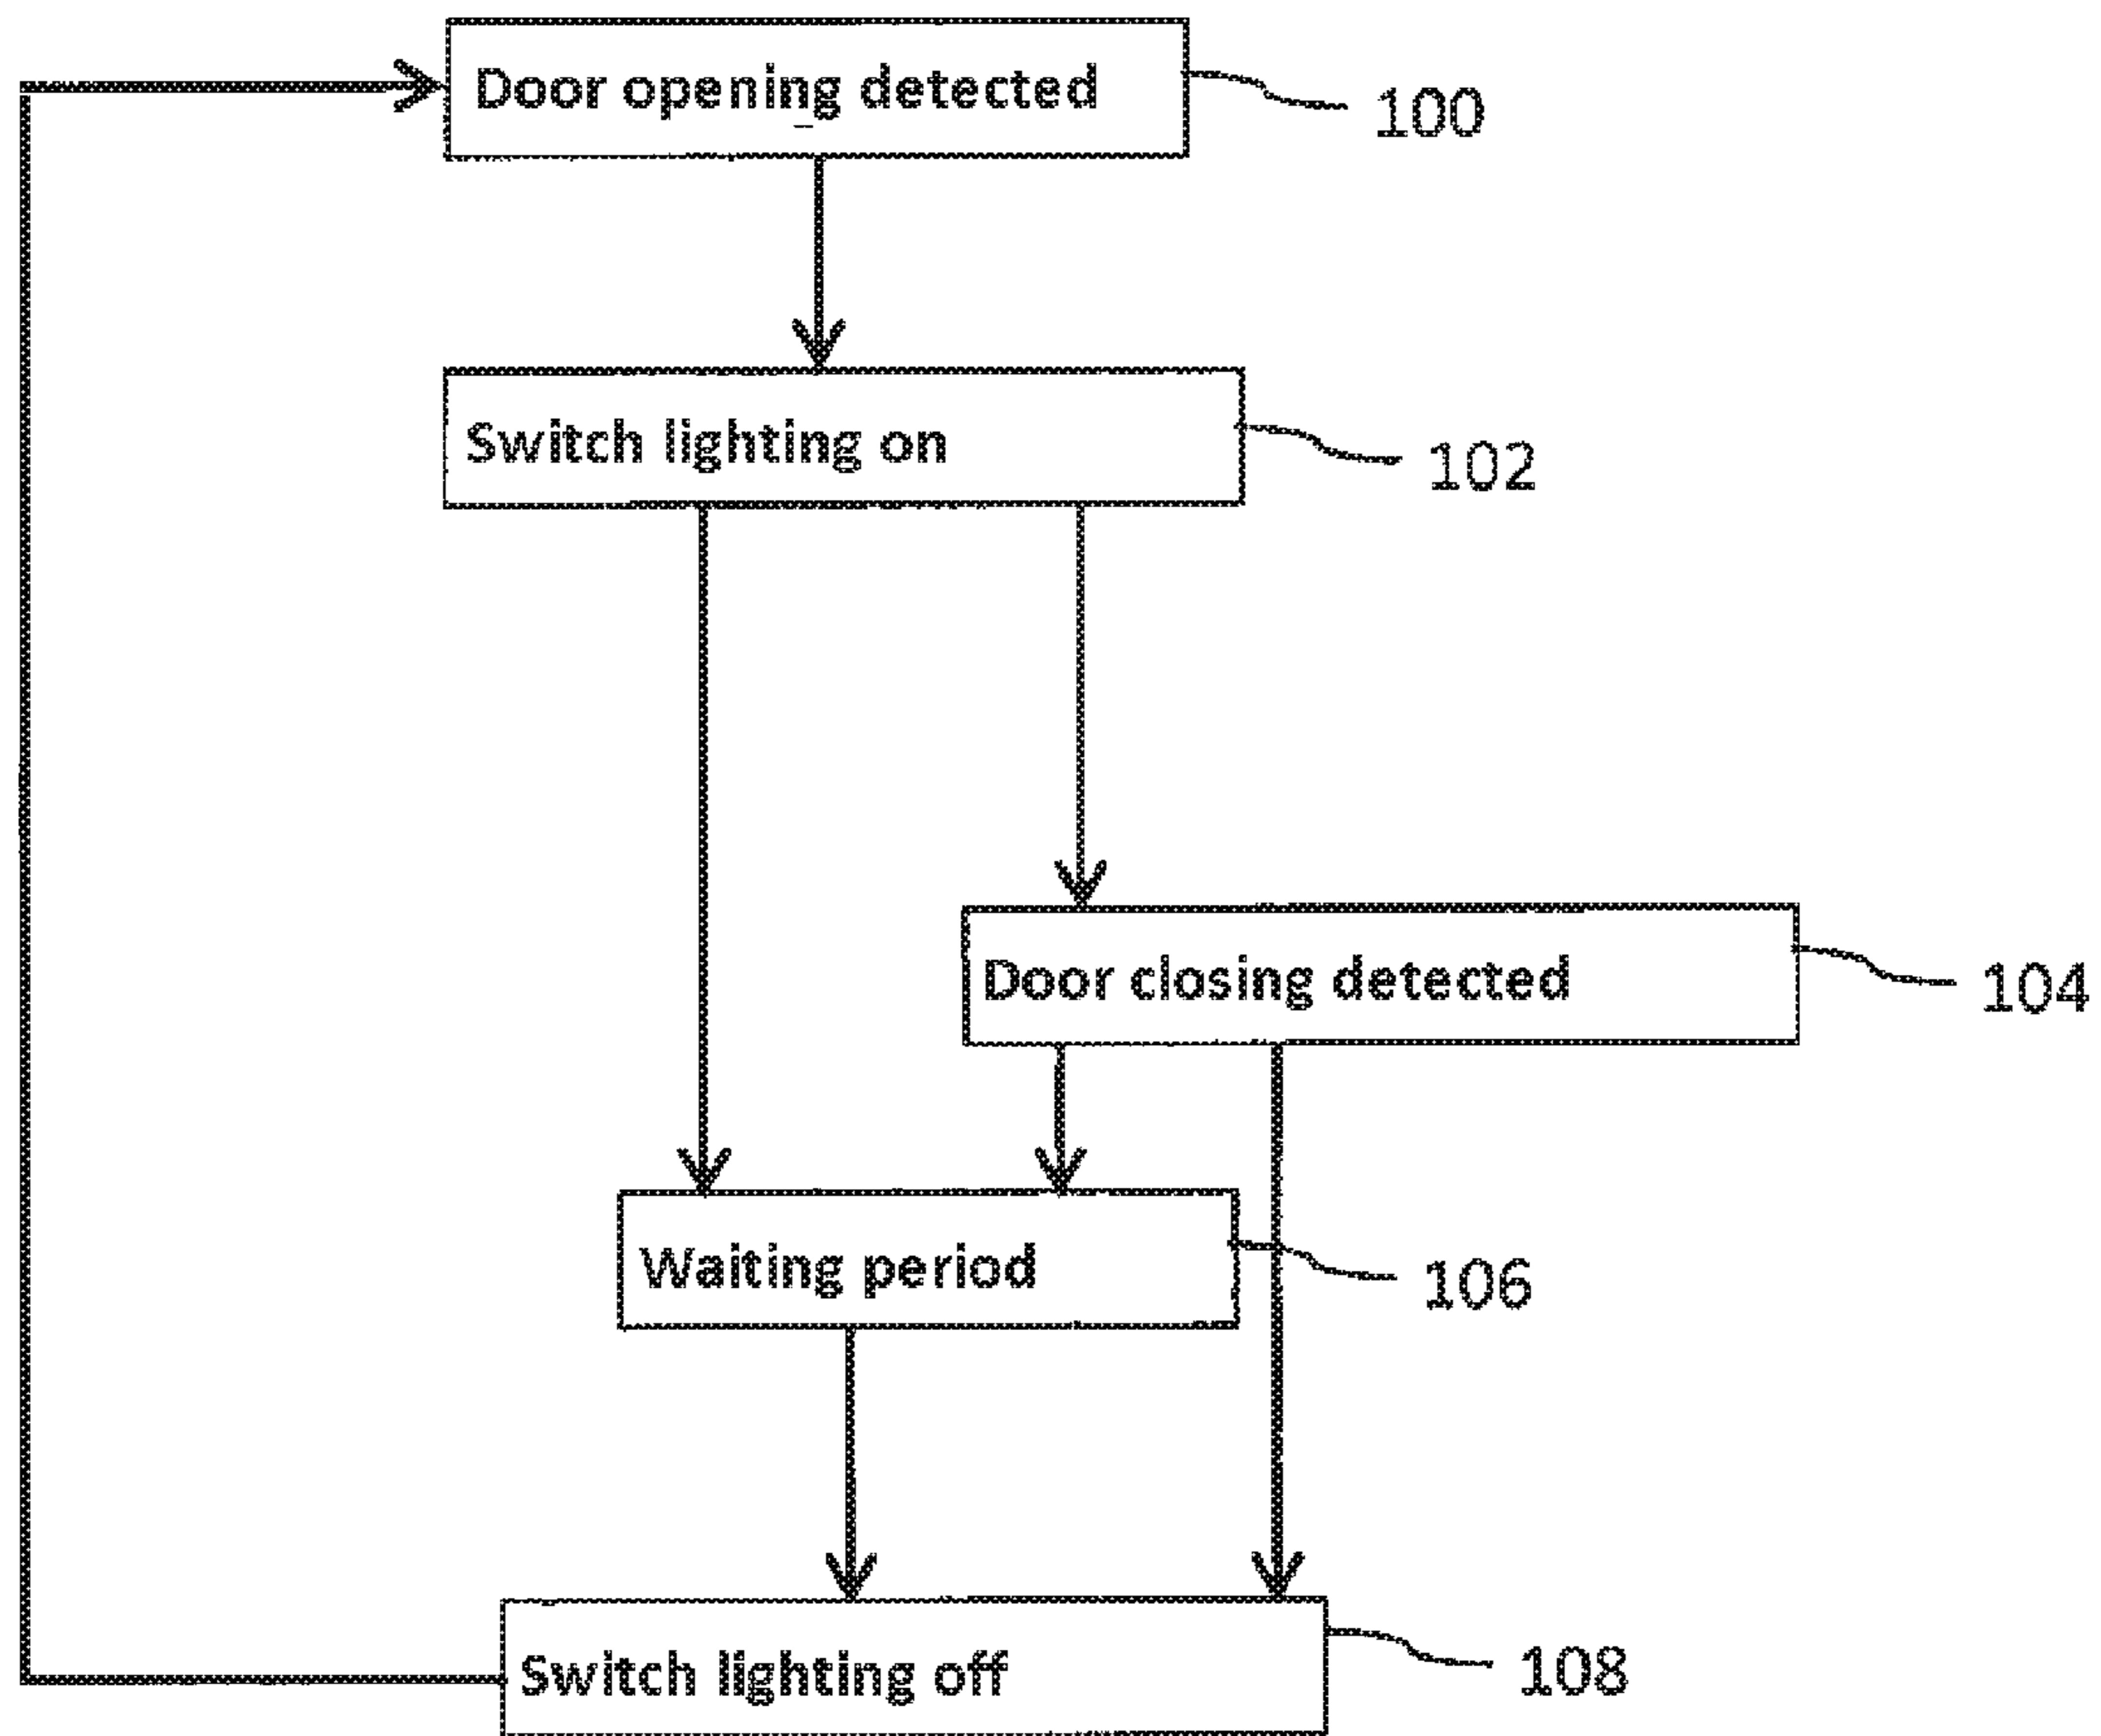 Door opening detected
100
Switch lighting on
102
Door closing detected
104
Waiting period
106
Switch lighting off
108